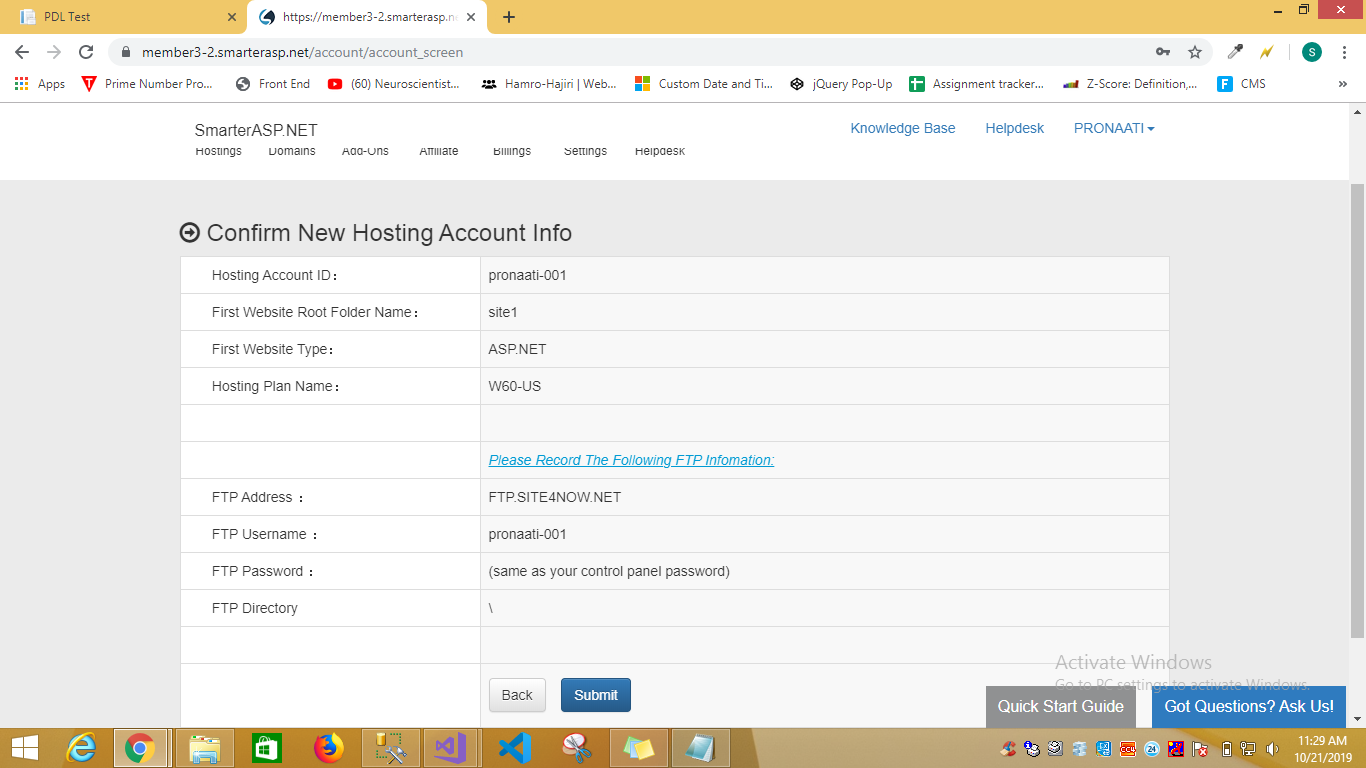 PDL Test
https://member3-2.smarterasp.ne
member3-2.smarterasp.net/account/account_screen
S
Apps
Prime Number Pro...
Front End
(60) Neuroscientist...
Hamro-Hajiri | Web...
Custom Date and Ti...
jQuery Pop-Up
Assignment tracker...
Z-Score: Definition,...
CMS
»
SmarterASP.NET
Knowledge Base
Helpdesk
PRONAATI
Hostings
Domains
Add-Ons
Affiliate
Billings
Settings
Helpdesk
Confirm New Hosting Account Info
Hosting Account ID：
pronaati-001
First Website Root Folder Name：
site1
First Website Type：
ASP.NET
Hosting Plan Name：
W60-US
Please Record The Following FTP Infomation:
FTP Address ：
FTP.SITE4NOW.NET
FTP Username ：
pronaati-001
FTP Password ：
(same as your control panel password)
FTP Directory
\
Back
Submit
Activate Windows
Go to PC settings to activate Windows.
Quick Start Guide
Got Questions? Ask Us!
11:29 AM
10/21/2019